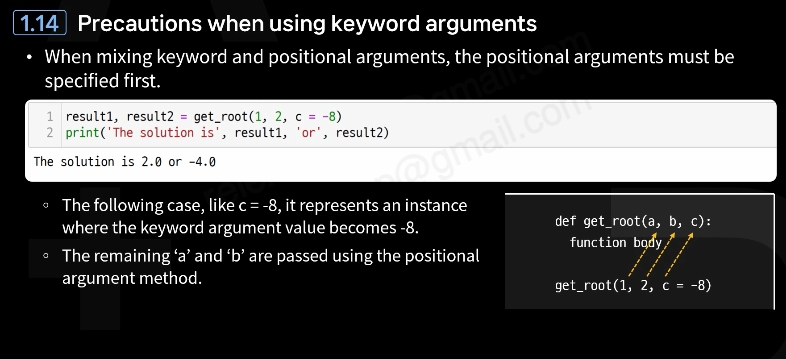 1.14 Precautions when using keyword arguments
• When mixing keyword and positional arguments, the positional arguments must be
specified first.
1 result1, result2 = get_root(1, 2, c = -8)
2 print('The solution is', result1, 'or', result2)
The solution is 2.0 or -4.0
◦ The following case, like c = -8, it represents an instance
where the keyword argument value becomes -8.
◦ The remaining ‘a’ and ‘b’ are passed using the positional
argument method.
def get_root(a, b, c):
function body
get_root(1, 2, c = -8)
@gmail.com